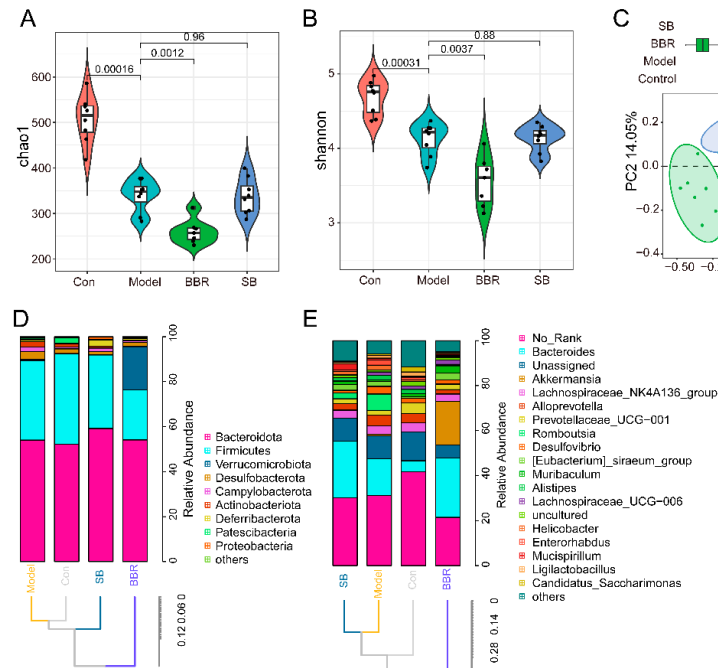 A
B
C
0.96
0.0012
0.00016
600
500
400
300
200
chao1
Con
Model
BBR
SB
0.88
0.0037
0.00031
5
4
3
shannon
Con
Model
BBR
SB
SB
BBR
Model
Control
PC2 14.05%
0.0
−0.2
−0.4
−0.50
−0.
D
100
80
60
40
20
0
Relative Abundance
Model
Con
SB
BBR
0.12 0.06 0
Bacteroidota
Firmicutes
Verrucomicrobiota
Desulfobacterota
Campylobacterota
Actinobacteriota
Deferribacterota
Patescibacteria
Proteobacteria
others
E
100
80
60
40
20
0
Relative Abundance
SB
Model
Con
BBR
0.28 0.14 0
No_Rank
Bacteroides
Unassigned
Akkermansia
Lachnospiraceae_NK4A136_group
Alloprevotella
Prevotellaceae_UCG−001
Romboutsia
Desulfovibrio
[Eubacterium]_siraeum_group
Muribaculum
Alistipes
Lachnospiraceae_UCG−006
uncultured
Helicobacter
Enterorhabdus
Mucispirillum
Ligilactobacillus
Candidatus_Saccharimonas
others